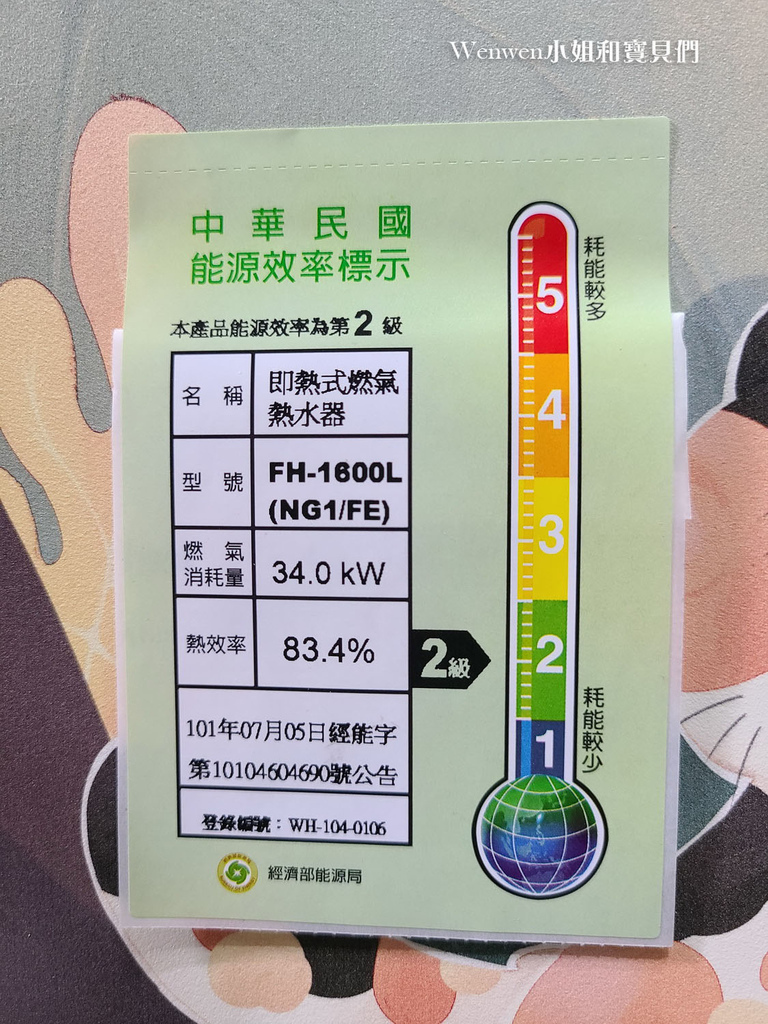 Wenwen小姐和寶貝們
中華民國
能源效率標示
本產品能源效率為第2級
名稱 即熱式燃氣
熱水器
型號 FH-1600L
(NG1/FE)
燃氣
消耗量 34.0 kW
熱效率 83.4%
2級
101年07月05日經能字
第10104604690號公告
登錄編號：WH-104-0106
經濟部能源局
耗能較多
5
4
3
2
1
耗能較少